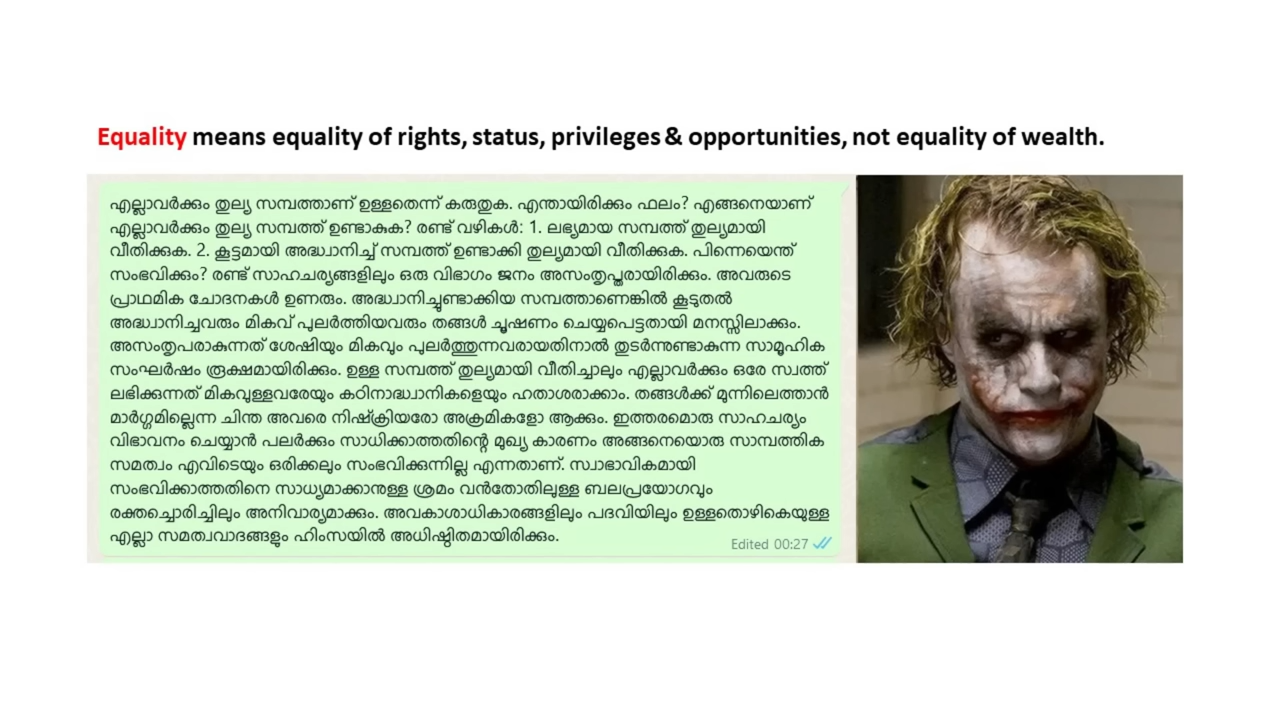 Equality means equality of rights, status, privileges & opportunities, not equality of wealth.
എല്ലാവർക്കും തുല്യ സമ്പത്താണ് ഉള്ളതെന്ന് കരുതുക. എന്തായിരിക്കും ഫലം? എങ്ങനെയാണ്
എല്ലാവർക്കും തുല്യ സമ്പത്ത് ഉണ്ടാകുക? രണ്ട് വഴികൾ: 1. ലഭ്യമായ സമ്പത്ത് തുല്യമായി
വീതിക്കുക. 2. കൂട്ടമായി അദ്ധ്വാനിച്ച് സമ്പത്ത് ഉണ്ടാക്കി തുല്യമായി വീതിക്കുക. പിന്നെയെന്ത്
സംഭവിക്കും? രണ്ട് സാഹചര്യങ്ങളിലും ഒരു വിഭാഗം ജനം അസംതൃപ്തരായിരിക്കും. അവരുടെ
പ്രാഥമിക ചോദനകൾ ഉണരും. അദ്ധ്വാനിച്ചുണ്ടാക്കിയ സമ്പത്താണെങ്കിൽ കൂടുതൽ
അദ്ധ്വാനിച്ചവരും മികവ് പുലർത്തിയവരും തങ്ങൾ ചൂഷണം ചെയ്യപെട്ടതായി മനസ്സിലാക്കും.
അസംതൃപരാകുന്നത് ശേഷിയും മികവും പുലർത്തുന്നവരായതിനാൽ തുടർന്നുണ്ടാകുന്ന സാമൂഹിക
സംഘർഷം രൂക്ഷമായിരിക്കും. ഉള്ള സമ്പത്ത് തുല്യമായി വീതിച്ചാലും എല്ലാവർക്കും ഒരേ സ്വത്ത്
ലഭിക്കുന്നത് മികവുള്ളവരേയും കഠിനാദ്ധ്വാനികളെയും ഹതാശരാക്കാം. തങ്ങൾക്ക് മുന്നിലെത്താൻ
മാർഗ്ഗമില്ലെന്ന ചിന്ത അവരെ നിഷ്ക്രിയരോ അക്രമികളോ ആക്കും. ഇത്തരമൊരു സാഹചര്യം
വിഭാവനം ചെയ്യാൻ പലർക്കും സാധിക്കാത്തതിന്റെ മുഖ്യ കാരണം അങ്ങനെയൊരു സാമ്പത്തിക
സമത്വം എവിടെയും ഒരിക്കലും സംഭവിക്കുന്നില്ല എന്നതാണ്. സ്വാഭാവികമായി
സംഭവിക്കാത്തതിനെ സാധ്യമാക്കാനുള്ള ശ്രമം വൻതോതിലുള്ള ബലപ്രയോഗവും
രക്തച്ചൊരിച്ചിലും അനിവാര്യമാക്കും. അവകാശാധികാരങ്ങളിലും പദവിയിലും ഉള്ളതൊഴികെയുള്ള
എല്ലാ സമത്വവാദങ്ങളും ഹിംസയിൽ അധിഷ്ഠിതമായിരിക്കും.
Edited 00:27